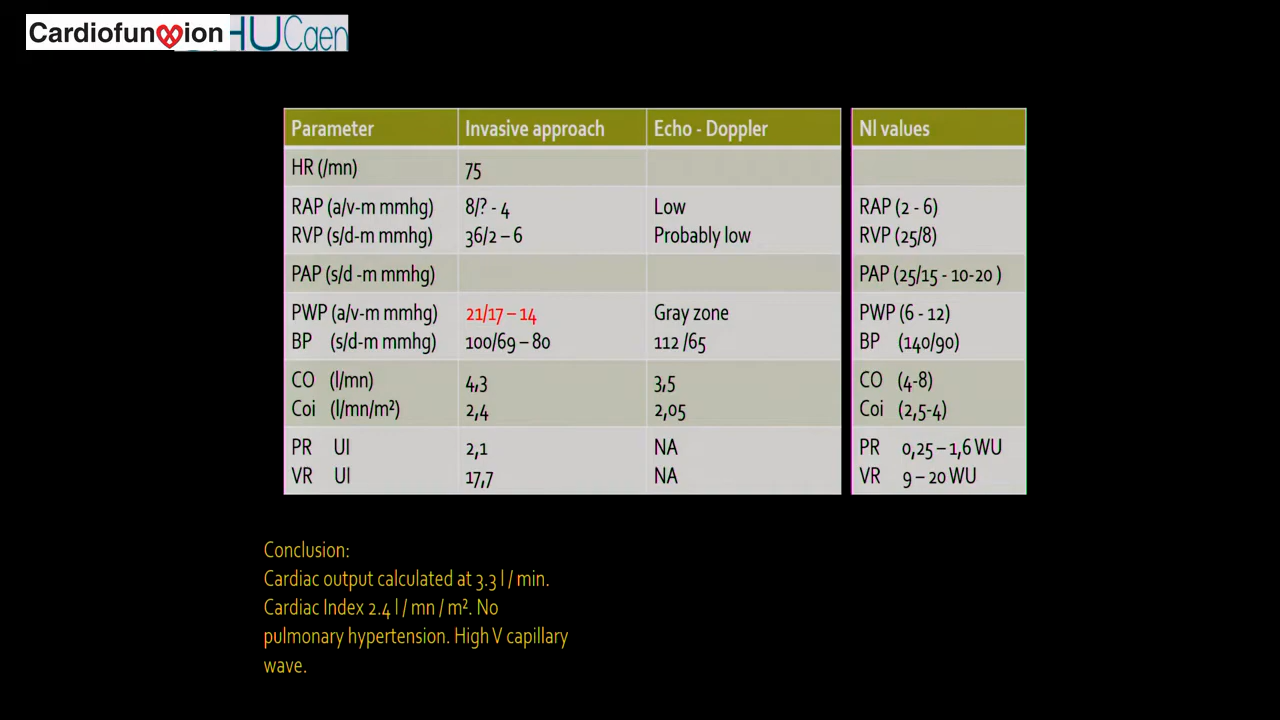 Cardiofun ion HU Caen
Parameter Invasive approach Echo - Doppler Nl values
HR (/mn) 75
RAP (a/v-m mmhg) 8/? - 4 Low RAP (2 - 6)
RVP (s/d-m mmhg) 36/2 – 6 Probably low RVP (25/8)
PAP (s/d -m mmhg) PAP (25/15 - 10-20 )
PWP (a/v-m mmhg) 21/17 – 14 Gray zone PWP (6 - 12)
BP (s/d-m mmhg) 100/69 – 80 112 /65 BP (140/90)
CO (l/mn) 4,3 3,5 CO (4-8)
Coi (l/mn/m²) 2,4 2,05 Coi (2,5-4)
PR UI 2,1 NA PR 0,25 – 1,6 WU
VR UI 17,7 NA VR 9 – 20 WU
Conclusion:
Cardiac output calculated at 3.3 l / min.
Cardiac Index 2.4 l / mn / m². No
pulmonary hypertension. High V capillary
wave.